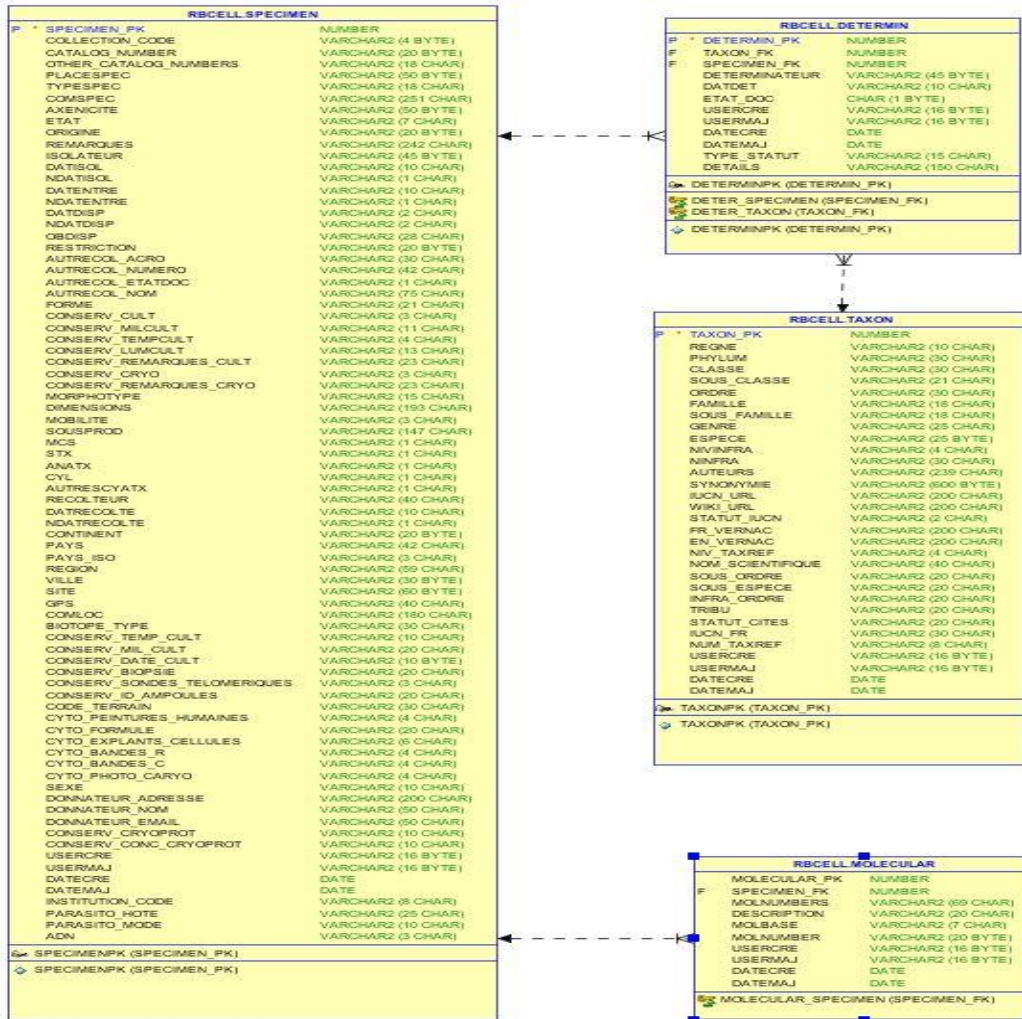 RBCELL.SPECIMEN
P * SPECIMEN_PK NUMBER
COLLECTION_CODE VARCHAR2 (4 BYTE)
CATALOG_NUMBER VARCHAR2 (20 BYTE)
OTHER_CATALOG_NUMBERS VARCHAR2 (18 CHAR)
PLACESPEC VARCHAR2 (50 BYTE)
TYPESPEC VARCHAR2 (18 CHAR)
COMSPEC VARCHAR2 (251 CHAR)
AXENICITE VARCHAR2 (50 BYTE)
ETAT VARCHAR2 (7 CHAR)
ORIGINE VARCHAR2 (20 BYTE)
REMARQUES VARCHAR2 (242 CHAR)
ISOLATEUR VARCHAR2 (45 BYTE)
DATISOL VARCHAR2 (10 CHAR)
NDATISOL VARCHAR2 (1 CHAR)
DATENTRE VARCHAR2 (10 CHAR)
NDATENTRE VARCHAR2 (1 CHAR)
DATDISP VARCHAR2 (2 CHAR)
NDATDISP VARCHAR2 (2 CHAR)
OBDISP VARCHAR2 (28 CHAR)
RESTRICTION VARCHAR2 (20 BYTE)
AUTRECOL_ACRO VARCHAR2 (30 CHAR)
AUTRECOL_NUMERO VARCHAR2 (42 CHAR)
AUTRECOL_ETATDOC VARCHAR2 (1 CHAR)
AUTRECOL_NOM VARCHAR2 (75 CHAR)
FORME VARCHAR2 (21 CHAR)
CONSERV_CULT VARCHAR2 (3 CHAR)
CONSERV_MILCULT VARCHAR2 (11 CHAR)
CONSERV_TEMPCULT VARCHAR2 (4 CHAR)
CONSERV_LUMCULT VARCHAR2 (13 CHAR)
CONSERV_REMARQUES_CULT VARCHAR2 (23 CHAR)
CONSERV_CRYO VARCHAR2 (3 CHAR)
CONSERV_REMARQUES_CRYO VARCHAR2 (23 CHAR)
MORPHOTYPE VARCHAR2 (15 CHAR)
DIMENSIONS VARCHAR2 (193 CHAR)
MOBILITE VARCHAR2 (3 CHAR)
SOUSPROD VARCHAR2 (147 CHAR)
MCS VARCHAR2 (1 CHAR)
STX VARCHAR2 (1 CHAR)
ANATX VARCHAR2 (1 CHAR)
CYL VARCHAR2 (1 CHAR)
AUTRESCYATX VARCHAR2 (1 CHAR)
RECOLTEUR VARCHAR2 (40 CHAR)
DATRECOLTE VARCHAR2 (10 CHAR)
NDATRECOLTE VARCHAR2 (1 CHAR)
CONTINENT VARCHAR2 (20 BYTE)
PAYS VARCHAR2 (42 CHAR)
PAYS_ISO VARCHAR2 (3 CHAR)
REGION VARCHAR2 (59 CHAR)
VILLE VARCHAR2 (30 BYTE)
SITE VARCHAR2 (60 BYTE)
GPS VARCHAR2 (40 CHAR)
COMLOC VARCHAR2 (180 CHAR)
BIOTOPE_TYPE VARCHAR2 (30 CHAR)
CONSERV_TEMP_CULT VARCHAR2 (10 CHAR)
CONSERV_MIL_CULT VARCHAR2 (20 CHAR)
CONSERV_DATE_CULT VARCHAR2 (10 BYTE)
CONSERV_BIOPSIE VARCHAR2 (20 CHAR)
CONSERV_SONDES_TELOMERIQUES VARCHAR2 (3 CHAR)
CONSERV_ID_AMPOULES VARCHAR2 (20 CHAR)
CODE_TERRAIN VARCHAR2 (30 CHAR)
CYTO_PEINTURES_HUMAINES VARCHAR2 (4 CHAR)
CYTO_FORMULE VARCHAR2 (20 CHAR)
CYTO_EXPLANTS_CELLULES VARCHAR2 (6 CHAR)
CYTO_BANDES_R VARCHAR2 (4 CHAR)
CYTO_BANDES_C VARCHAR2 (4 CHAR)
CYTO_PHOTO_CARYO VARCHAR2 (4 CHAR)
SEXE VARCHAR2 (10 CHAR)
DONNATEUR_ADRESSE VARCHAR2 (200 CHAR)
DONNATEUR_NOM VARCHAR2 (50 CHAR)
DONNATEUR_EMAIL VARCHAR2 (50 CHAR)
CONSERV_CRYOPROT VARCHAR2 (10 CHAR)
CONSERV_CONC_CRYOPROT VARCHAR2 (10 CHAR)
USERCRE VARCHAR2 (16 BYTE)
USERMAJ VARCHAR2 (16 BYTE)
DATECRE DATE
DATEMAJ DATE
INSTITUTION_CODE VARCHAR2 (8 CHAR)
PARASITO_HOTE VARCHAR2 (25 CHAR)
PARASITO_MODE VARCHAR2 (10 CHAR)
ADN VARCHAR2 (3 CHAR)
SPECIMENPK (SPECIMEN_PK)
SPECIMENPK (SPECIMEN_PK)
RBCELL.DETERMIN
P * DETERMIN_PK NUMBER
F TAXON_FK NUMBER
F SPECIMEN_FK NUMBER
DETERMINATEUR VARCHAR2 (45 BYTE)
DATDET VARCHAR2 (10 CHAR)
ETAT_DOC CHAR (1 BYTE)
USERCRE VARCHAR2 (16 BYTE)
USERMAJ VARCHAR2 (16 BYTE)
DATECRE DATE
DATEMAJ DATE
TYPE_STATUT VARCHAR2 (15 CHAR)
DETAILS VARCHAR2 (150 CHAR)
DETERMINPK (DETERMIN_PK)
DETER_SPECIMEN (SPECIMEN_FK)
DETER_TAXON (TAXON_FK)
DETERMINPK (DETERMIN_PK)
RBCELL.TAXON
P * TAXON_PK NUMBER
REGNE VARCHAR2 (10 CHAR)
PHYLUM VARCHAR2 (30 CHAR)
CLASSE VARCHAR2 (30 CHAR)
SOUS_CLASSE VARCHAR2 (21 CHAR)
ORDRE VARCHAR2 (30 CHAR)
FAMILLE VARCHAR2 (18 CHAR)
SOUS_FAMILLE VARCHAR2 (18 CHAR)
GENRE VARCHAR2 (25 CHAR)
ESPECE VARCHAR2 (25 BYTE)
NIVINFRA VARCHAR2 (4 CHAR)
NINFRA VARCHAR2 (30 CHAR)
AUTEURS VARCHAR2 (239 CHAR)
SYNONYMIE VARCHAR2 (600 BYTE)
IUCN_URL VARCHAR2 (200 CHAR)
WIKI_URL VARCHAR2 (200 CHAR)
STATUT_IUCN VARCHAR2 (2 CHAR)
FR_VERNAC VARCHAR2 (200 CHAR)
EN_VERNAC VARCHAR2 (200 CHAR)
NIV_TAXREF VARCHAR2 (4 CHAR)
NOM_SCIENTIFIQUE VARCHAR2 (40 CHAR)
SOUS_ORDRE VARCHAR2 (20 CHAR)
SOUS_ESPECE VARCHAR2 (20 CHAR)
INFRA_ORDRE VARCHAR2 (20 CHAR)
TRIBU VARCHAR2 (20 CHAR)
STATUT_CITES VARCHAR2 (20 CHAR)
IUCN_FR VARCHAR2 (30 CHAR)
NUM_TAXREF VARCHAR2 (8 CHAR)
USERCRE VARCHAR2 (16 BYTE)
USERMAJ VARCHAR2 (16 BYTE)
DATECRE DATE
DATEMAJ DATE
TAXONPK (TAXON_PK)
TAXONPK (TAXON_PK)
RBCELL.MOLECULAR
MOLECULAR_PK NUMBER
F SPECIMEN_FK NUMBER
MOLNUMBERS VARCHAR2 (69 CHAR)
DESCRIPTION VARCHAR2 (20 CHAR)
MOLBASE VARCHAR2 (7 CHAR)
MOLNUMBER VARCHAR2 (20 BYTE)
USERCRE VARCHAR2 (16 BYTE)
USERMAJ VARCHAR2 (16 BYTE)
DATECRE DATE
DATEMAJ DATE
MOLECULAR_SPECIMEN (SPECIMEN_FK)